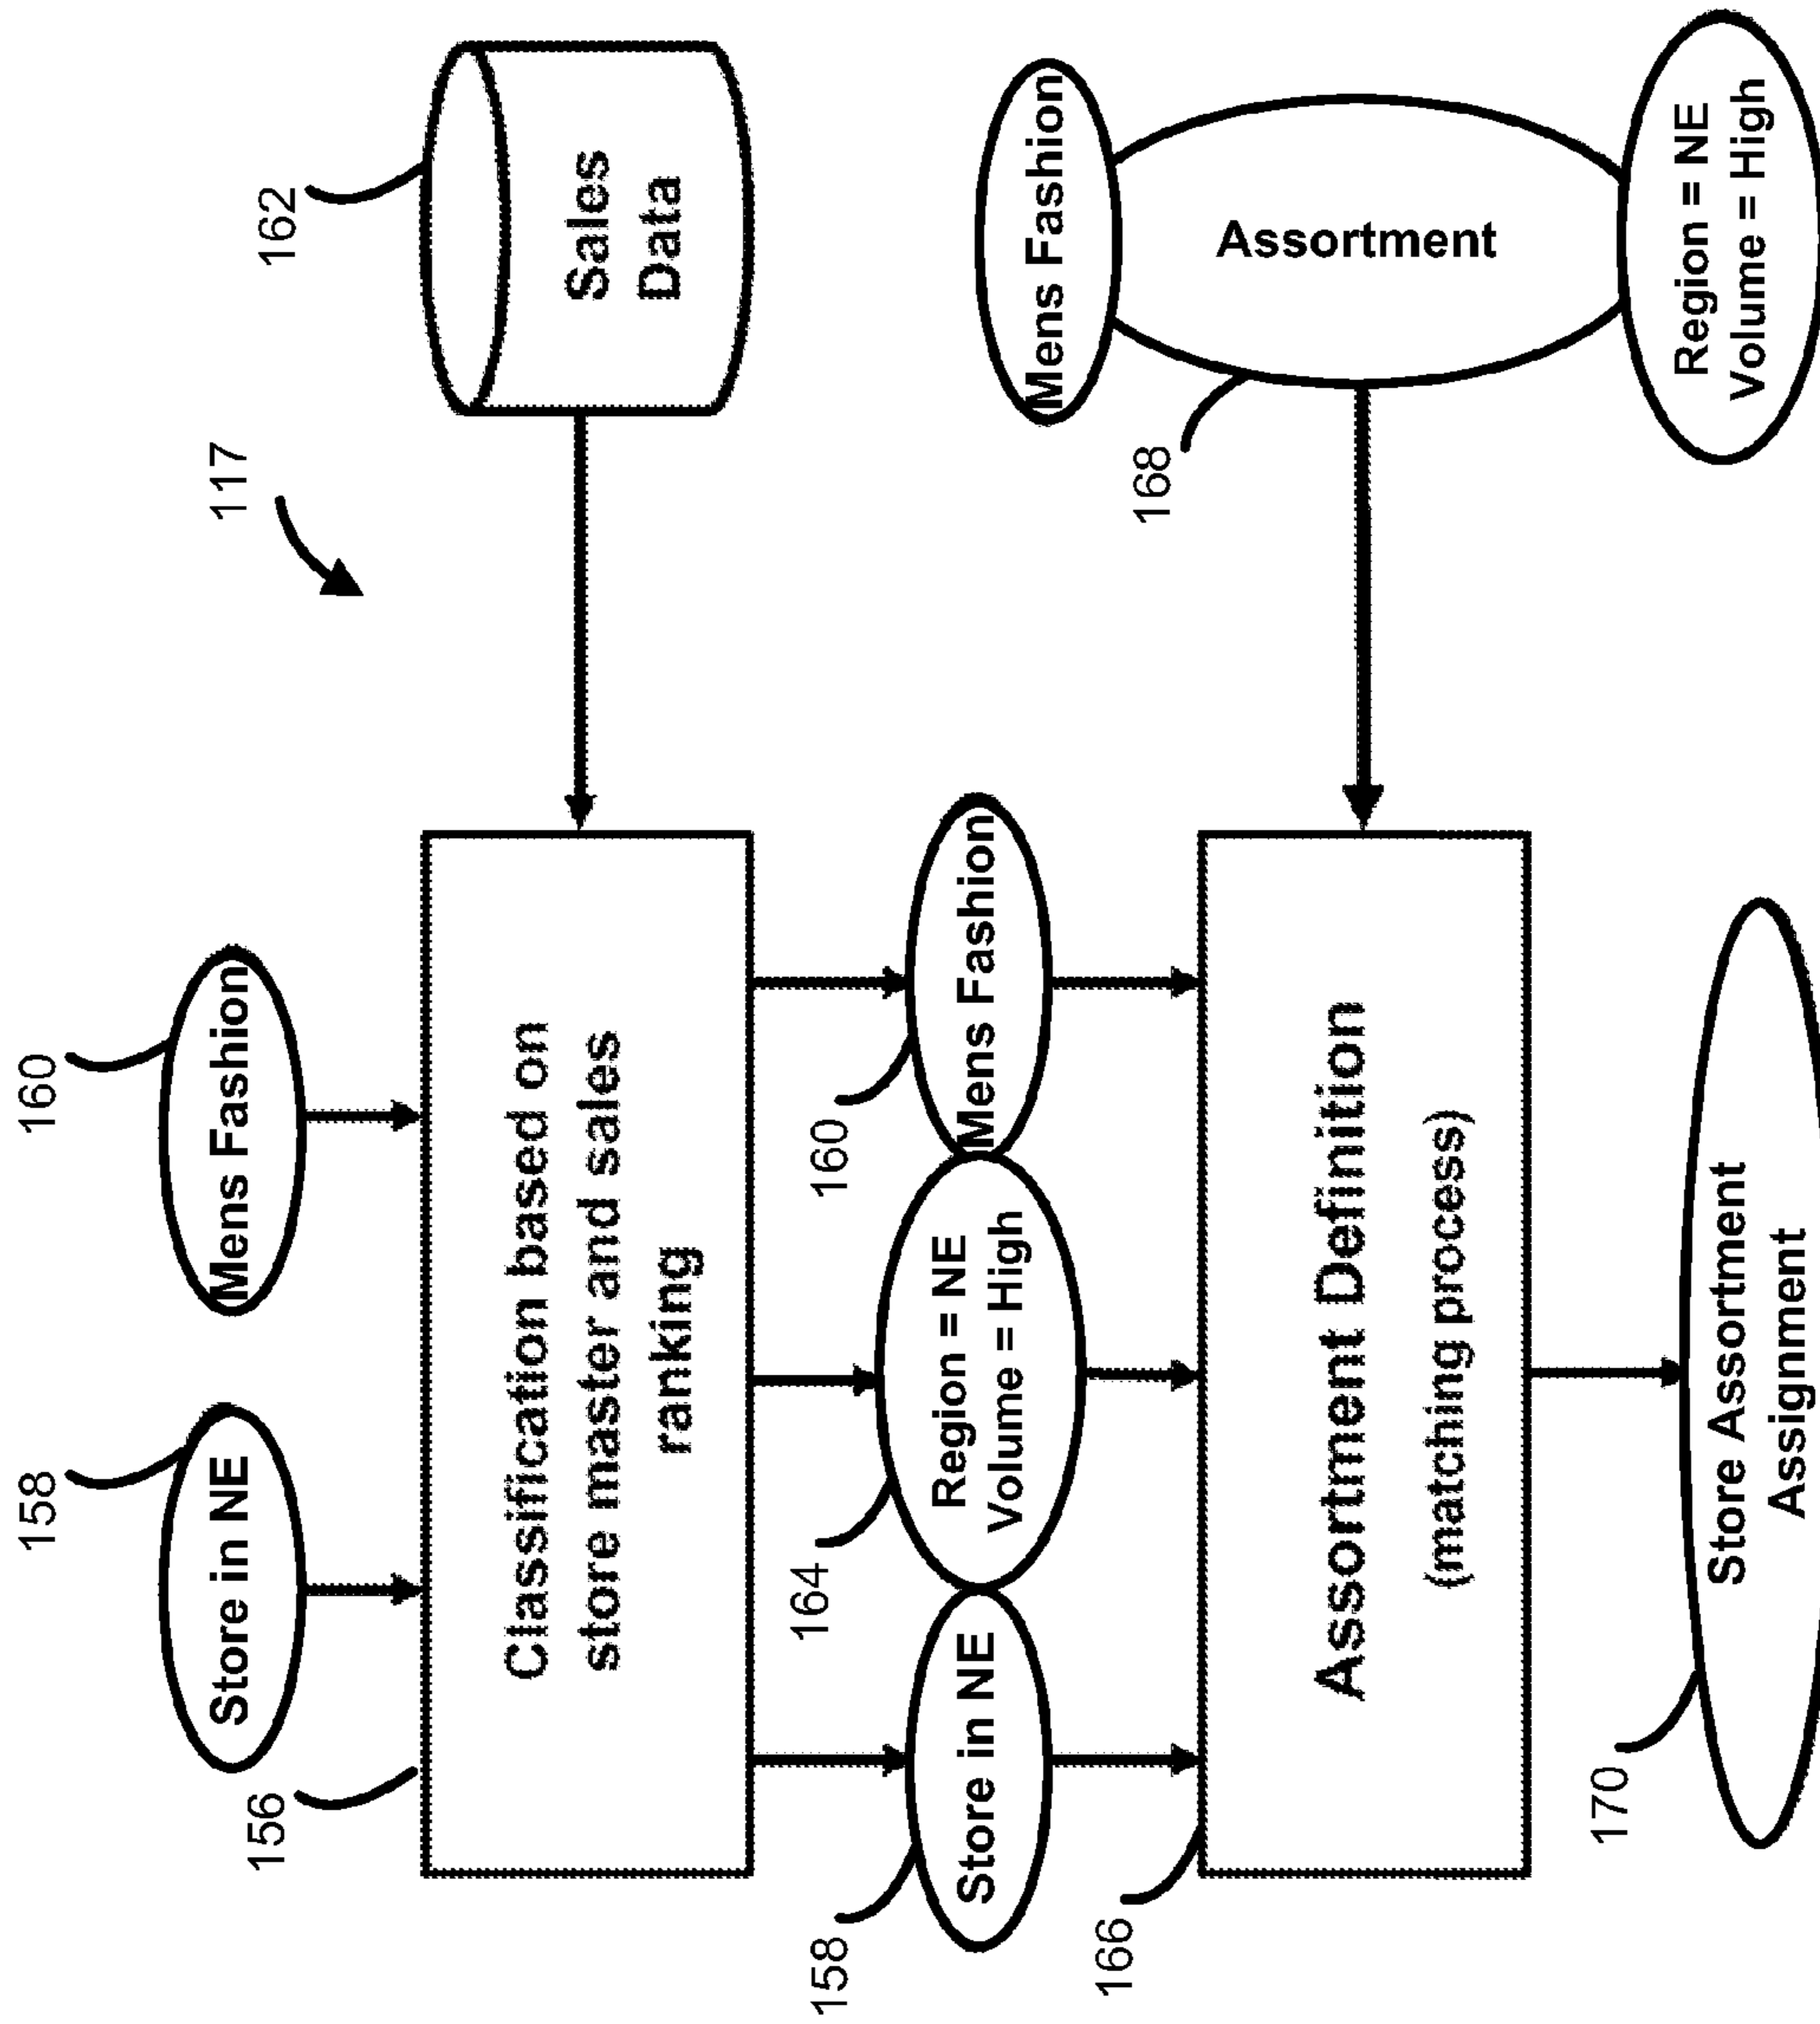 158
160
Store in NE
Mens Fashion
117
162
156
Classification based on
store master and sales
ranking
Sales
Data
158
164
160
Store in NE
Region = NE
Volume = High
Mens Fashion
Mens Fashion
166
168
Assortment Definition
(matching process)
Assortment
Region = NE
Volume = High
170
Store Assortment
Assignment